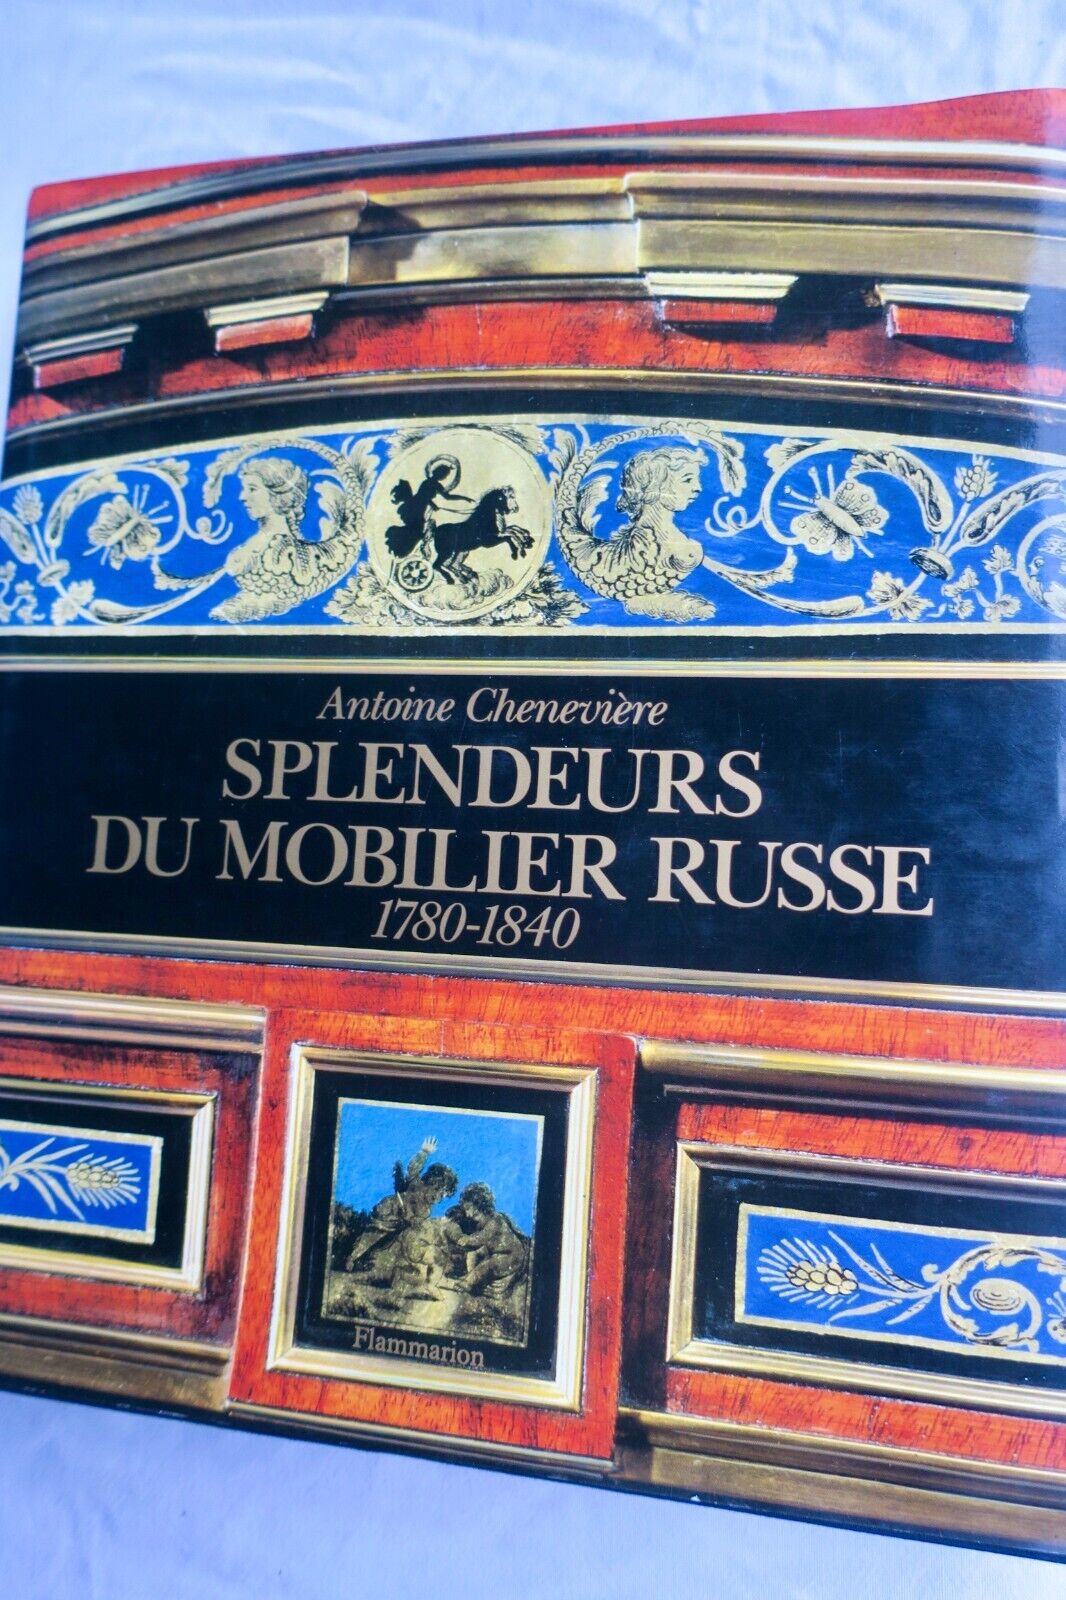 Antoine Chenevière
SPLENDEURS
DU MOBILIER RUSSE
1780-1840
Flammarion